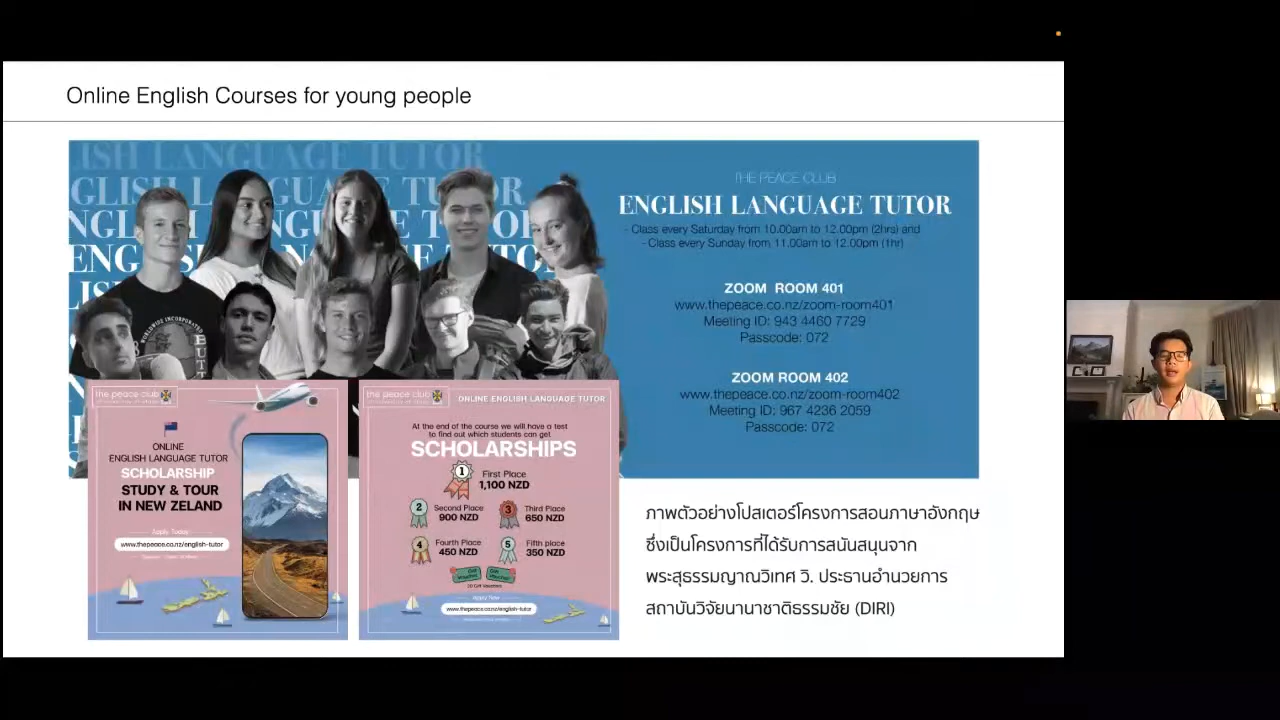 Online English Courses for young people
LISH LANGUAGE TUTOR
THE PEACE CLUB
ENGLISH LANGUAGE TUTOR
- Class every Saturday from 10.00am to 12.00pm (2hrs) and
- Class every Sunday from 11.00am to 12.00pm (1hr)
ZOOM ROOM 401
www.thepeace.co.nz/zoom-room401
Meeting ID: 943 4460 7729
Passcode: 072
ZOOM ROOM 402
www.thepeace.co.nz/zoom-room402
Meeting ID: 967 4236 2059
Passcode: 072
the peace club
ONLINE
ENGLISH LANGUAGE TUTOR
SCHOLARSHIP
STUDY & TOUR
IN NEW ZELAND
Apply Today
www.thepeace.co.nz/english-tutor
the peace club
ONLINE ENGLISH LANGUAGE TUTOR
At the end of the course we will have a test
to find out which students can get
SCHOLARSHIPS
1 First Place
1,100 NZD
2 Second Place
900 NZD
3 Third Place
650 NZD
4 Fourth Place
450 NZD
5 Fifth place
350 NZD
Gift Voucher
10 Gift Vouchers
Apply Now
www.thepeace.co.nz/english-tutor
ภาพตัวอย่างโปสเตอร์โครงการสอนภาษาอังกฤษ
ซึ่งเป็นโครงการที่ได้รับการสนับสนุนจาก
พระสุธรรมญาณวิเทศ วิ. ประธานอำนวยการ
สถาบันวิจัยนานาชาติธรรมชัย (DIRI)